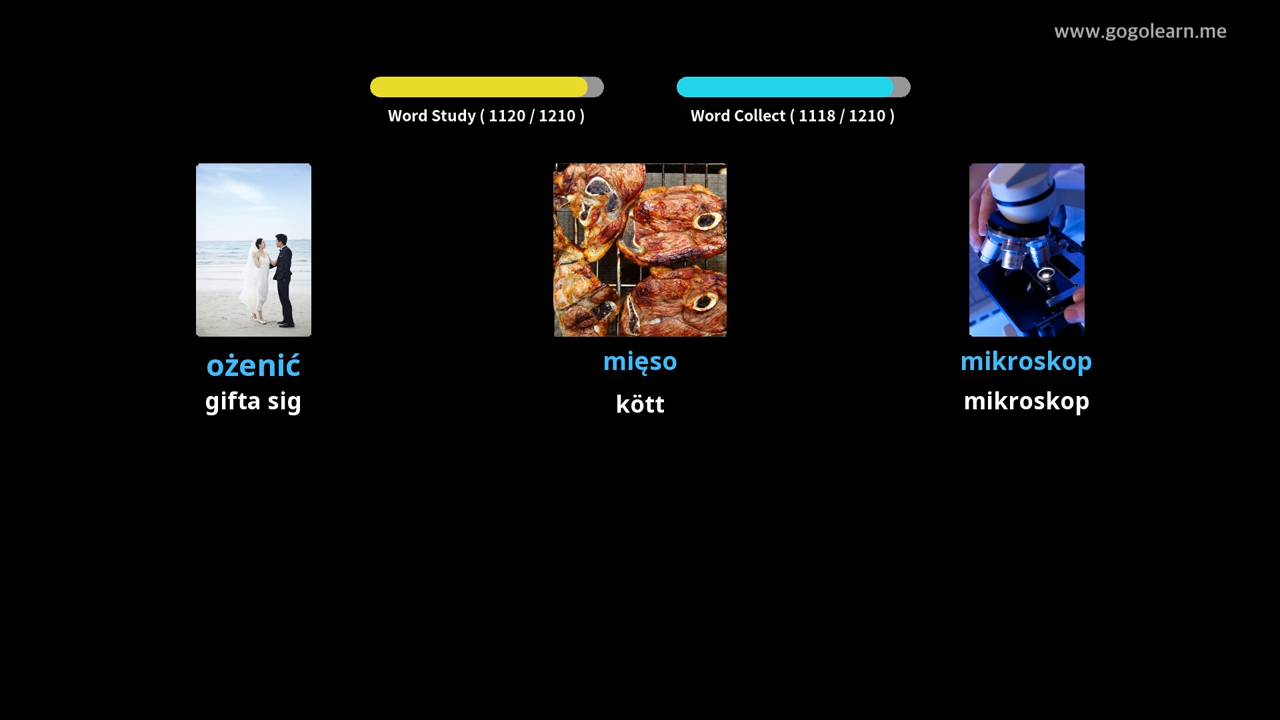 www.gogolearn.me
Word Study ( 1120 / 1210 )
Word Collect ( 1118 / 1210 )
ożenić
gifta sig
mięso
kött
mikroskop
mikroskop